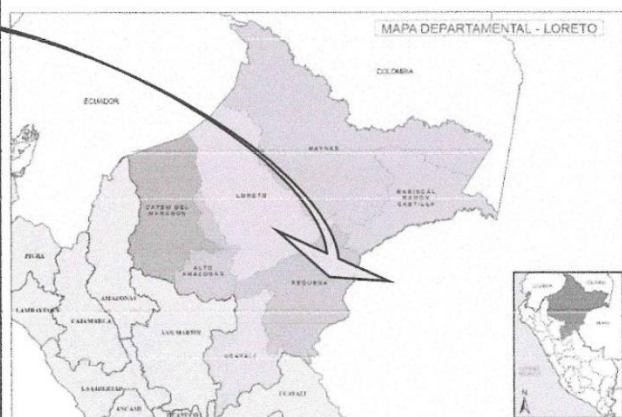 MAPA DEPARTAMENTAL - LORETO
COLOMBIA
ECUADOR
MAYNAS
LORETO
MARISCAL
RAMON
CASTILLA
DATEM DEL
MARAÑON
ALTO
AMAZONAS
REQUENA
PIURA
AMAZONAS
LAMBAYEQUE
CAJAMARCA
SAN MARTIN
UCAYALI
LA LIBERTAD
UCAYALI
ANCASH
HUANUCO
N